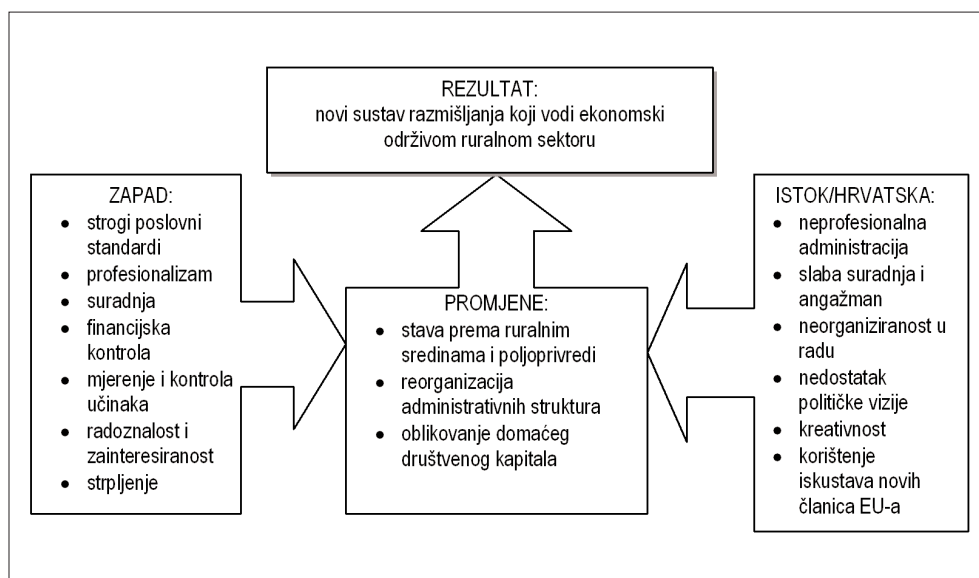 REZULTAT:
novi sustav razmišljanja koji vodi ekonomski
održivom ruralnom sektoru
ZAPAD:
• strogi poslovni
standardi
• profesionalizam
• suradnja
• financijska
kontrola
• mjerenje i kontrola
učinaka
• radoznalost i
zainteresiranost
• strpljenje
PROMJENE:
• stava prema ruralnim
sredinama i poljoprivredi
• reorganizacija
administrativnih struktura
• oblikovanje domaćeg
društvenog kapitala
ISTOK/HRVATSKA:
• neprofesionalna
administracija
• slaba suradnja i
angažman
• neorganiziranost u
radu
• nedostatak
političke vizije
• kreativnost
• korištenje
iskustava novih
članica EU-a